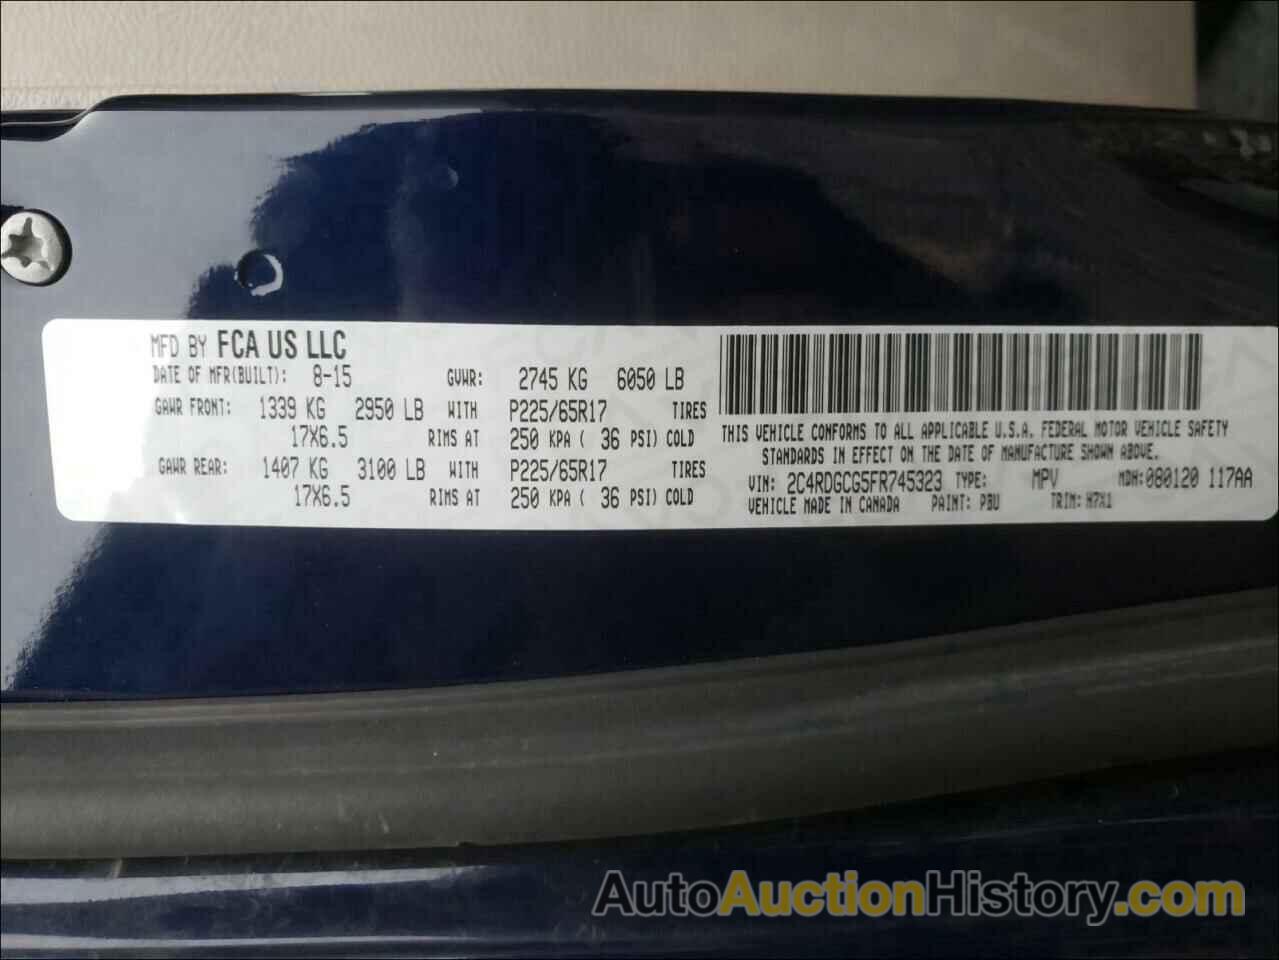 MFD BY FCA US LLC
DATE OF MFR(BUILT): 8-15 GVWR: 2745 KG 6050 LB
GAWR FRONT: 1339 KG 2950 LB WITH P225/65R17 TIRES
17X6.5 RIMS AT 250 KPA ( 36 PSI) COLD
GAWR REAR: 1407 KG 3100 LB WITH P225/65R17 TIRES
17X6.5 RIMS AT 250 KPA ( 36 PSI) COLD
THIS VEHICLE CONFORMS TO ALL APPLICABLE U.S.A. FEDERAL MOTOR VEHICLE SAFETY
STANDARDS IN EFFECT ON THE DATE OF MANUFACTURE SHOWN ABOVE.
VIN: 2C4RDGCG5FR745323 TYPE: MPV MDH:080120 117AA
VEHICLE MADE IN CANADA PAINT: PBU TRIM: H7X1
AutoAuctionHistory.com